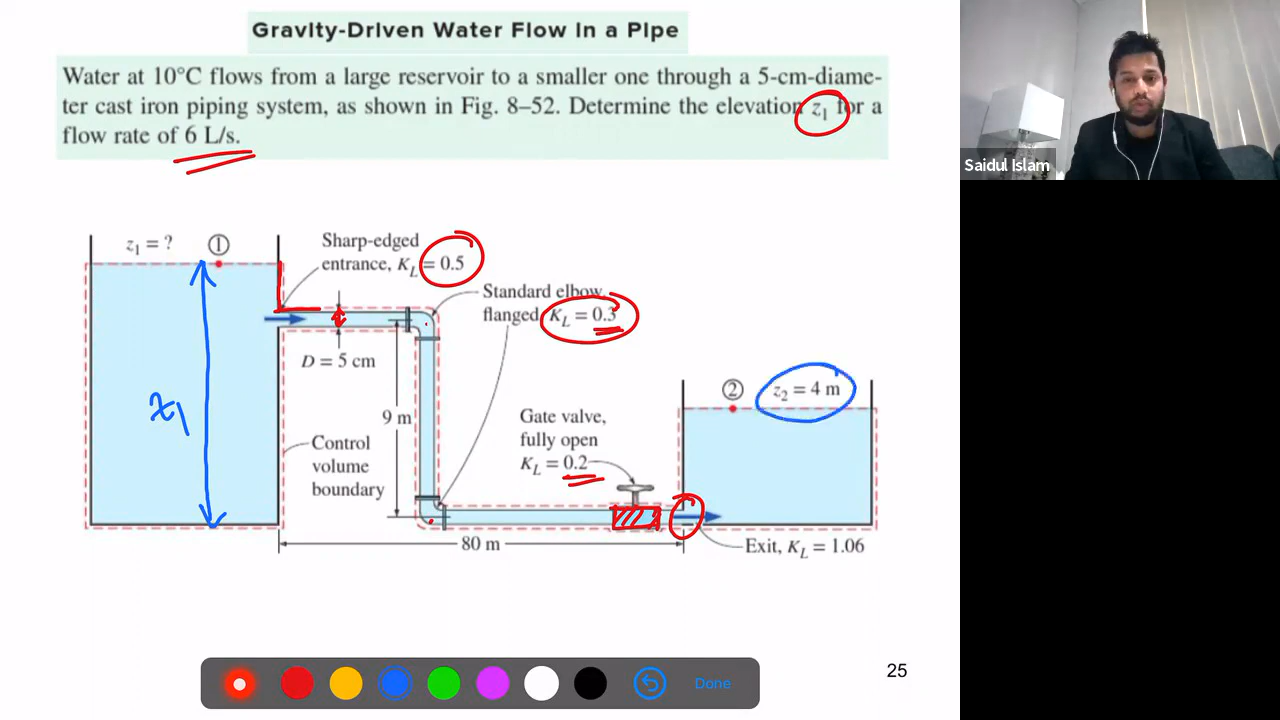 Gravity-Driven Water Flow in a Pipe
Water at 10°C flows from a large reservoir to a smaller one through a 5-cm-diame-
ter cast iron piping system, as shown in Fig. 8–52. Determine the elevation z₁ for a
flow rate of 6 L/s.
Saidul Islam
z₁ = ?
①
Sharp-edged
entrance, K_L = 0.5
Standard elbow,
flanged, K_L = 0.3
D = 5 cm
z₁
9 m
Control
volume
boundary
Gate valve,
fully open
K_L = 0.2
②
z₂ = 4 m
80 m
Exit, K_L = 1.06
25
Done